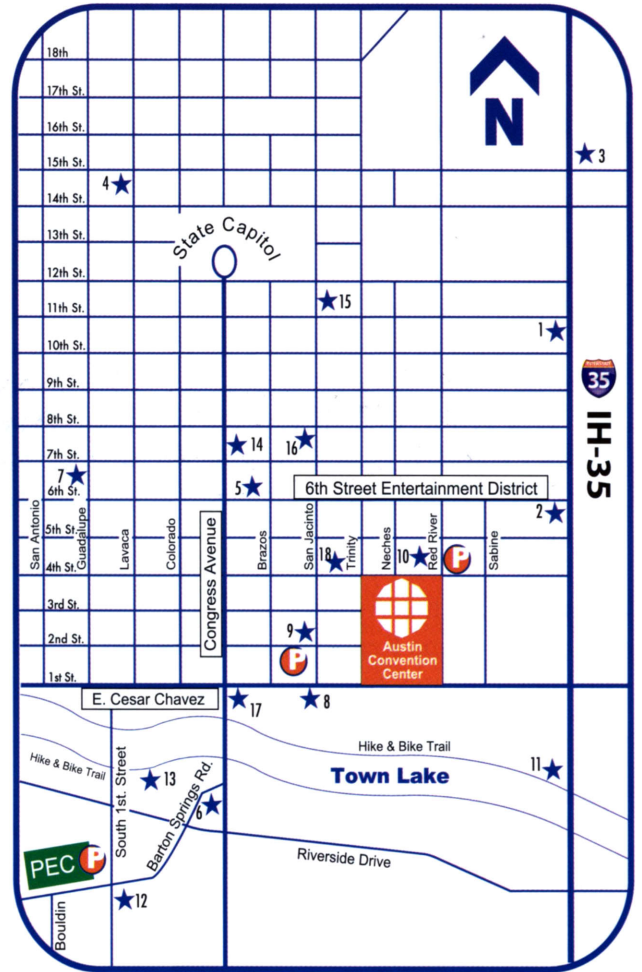 18th
17th St.
16th St.
15th St.
14th St.
13th St.
12th St.
11th St.
10th St.
9th St.
8th St.
7th St.
6th St.
5th St.
4th St.
3rd St.
2nd St.
1st St.
N
3
4
State Capitol
15
1
35
IH-35
14
16
7
5
6th Street Entertainment District
2
San Antonio
Guadalupe
Lavaca
Colorado
Congress Avenue
Brazos
San Jacinto
Trinity
Neches
Red River
Sabine
18
10
P
9
P
Austin
Convention
Center
E. Cesar Chavez
17
8
Hike & Bike Trail
Town Lake
11
Hike & Bike Trail
South 1st. Street
13
Barton Springs Rd.
6
Riverside Drive
PEC
P
12
Bouldin